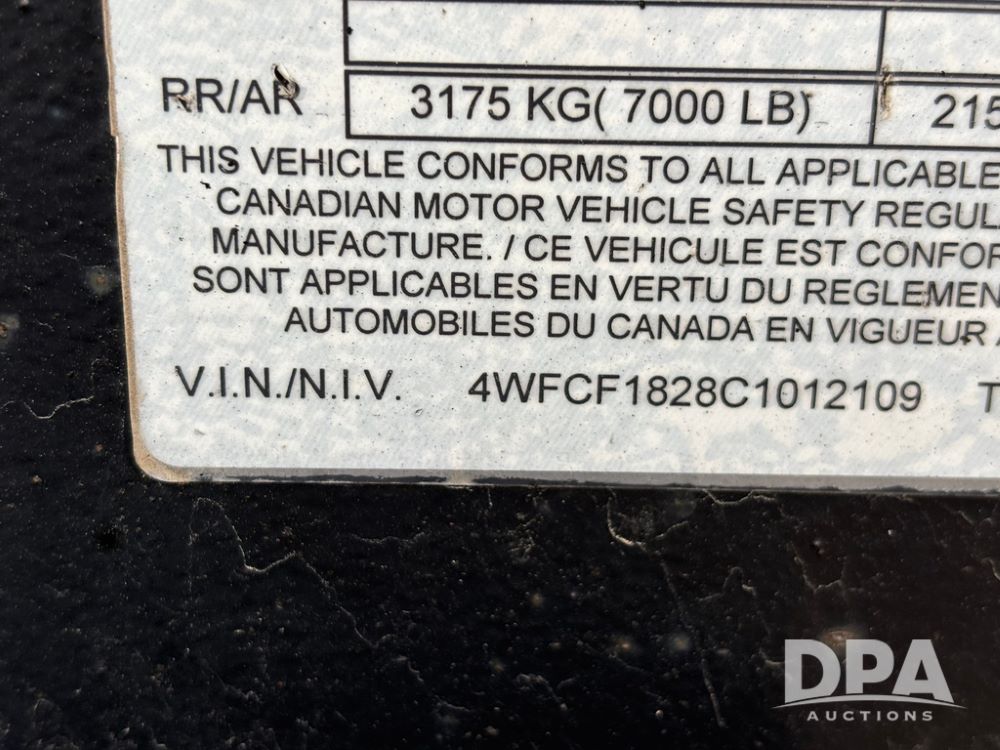 RR/AR 3175 KG( 7000 LB) 215
THIS VEHICLE CONFORMS TO ALL APPLICABLE
CANADIAN MOTOR VEHICLE SAFETY REGUL
MANUFACTURE. / CE VEHICULE EST CONFOR
SONT APPLICABLES EN VERTU DU REGLEMEN
AUTOMOBILES DU CANADA EN VIGUEUR A
V.I.N./N.I.V. 4WFCF1828C1012109 T
DPA
AUCTIONS